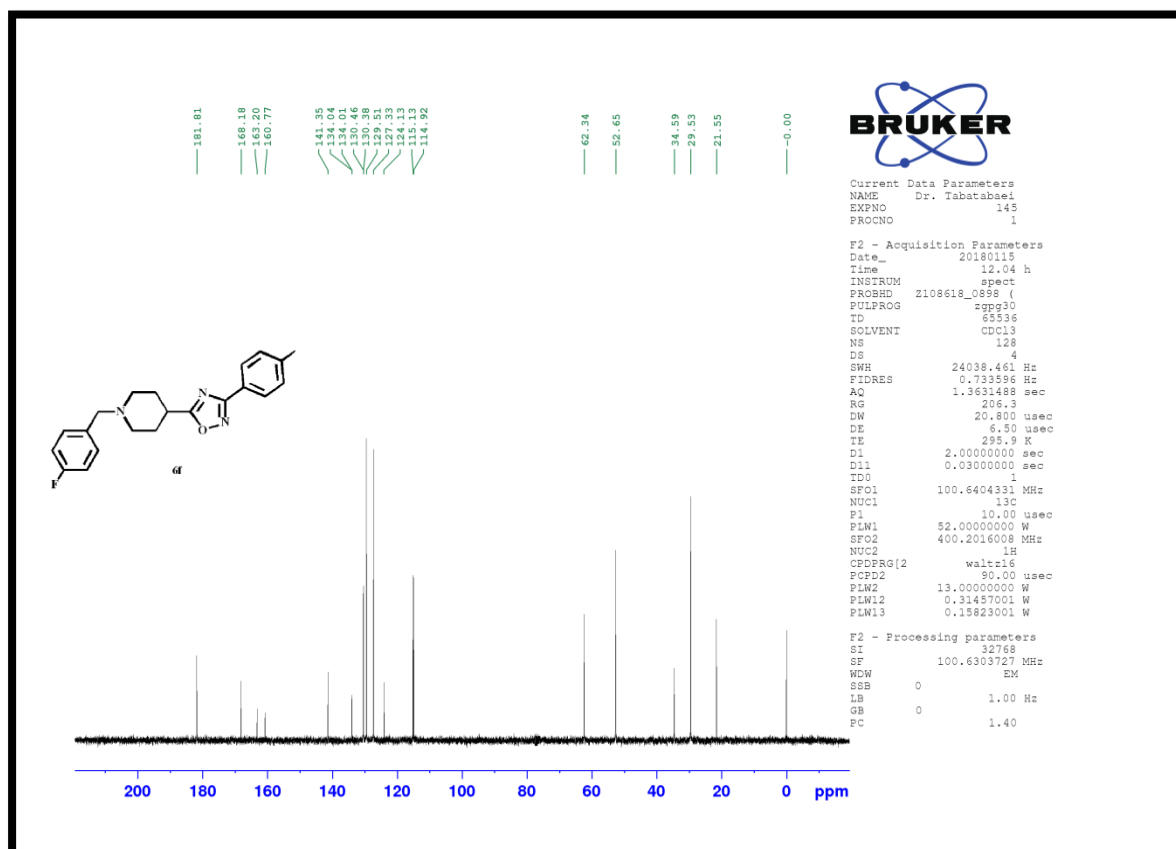 181.81
168.18
163.20
160.77
141.35
134.04
134.01
130.46
130.38
129.51
127.33
124.13
115.13
114.92
62.34
52.65
34.59
29.53
21.55
-0.00
BRUKER
Current Data Parameters
NAME Dr. Tabatabaei
EXPNO 145
PROCNO 1
F2 - Acquisition Parameters
Date_ 20180115
Time 12.04 h
INSTRUM spect
PROBHD Z108618_0898 (
PULPROG zgpg30
TD 65536
SOLVENT CDCl3
NS 128
DS 4
SWH 24038.461 Hz
FIDRES 0.733596 Hz
AQ 1.3631488 sec
RG 206.3
DW 20.800 usec
DE 6.50 usec
TE 295.9 K
D1 2.00000000 sec
D11 0.03000000 sec
TD0 1
SFO1 100.6404331 MHz
NUC1 13C
P1 10.00 usec
PLW1 52.00000000 W
SFO2 400.2016008 MHz
NUC2 1H
CPDPRG[2 waltz16
PCPD2 90.00 usec
PLW2 13.00000000 W
PLW12 0.31457001 W
PLW13 0.15823001 W
F2 - Processing parameters
SI 32768
SF 100.6303727 MHz
WDW EM
SSB 0
LB 1.00 Hz
GB 0
PC 1.40
N
N
O
N
F
6f
200 180 160 140 120 100 80 60 40 20 0 ppm